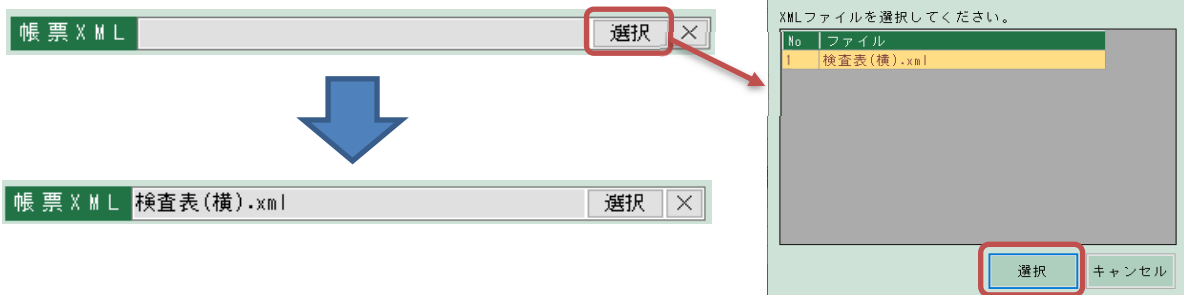 帳票XML 選択 ×
XMLファイルを選択してください。
No ファイル
1 検査表(横).xml
選択 キャンセル
帳票XML 検査表(横).xml 選択 ×